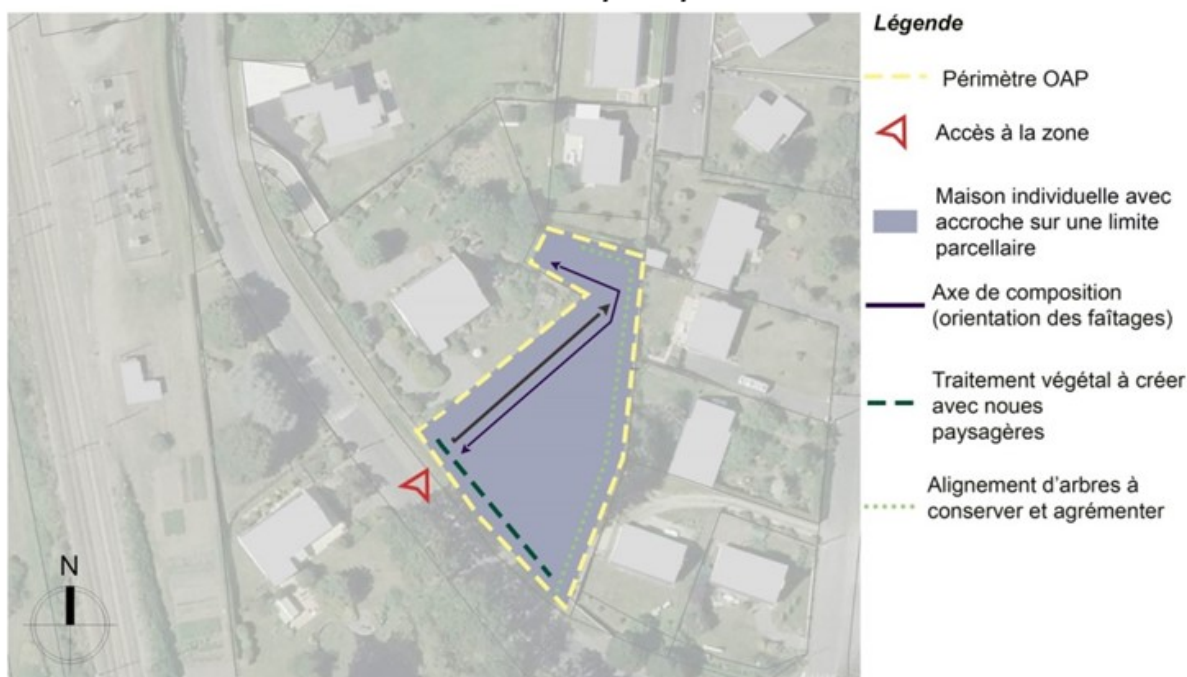 Légende
Périmètre OAP
Accès à la zone
Maison individuelle avec
accroche sur une limite
parcellaire
Axe de composition
(orientation des faîtages)
Traitement végétal à créer
avec noues
paysagères
Alignement d'arbres à
conserver et agrémenter
N